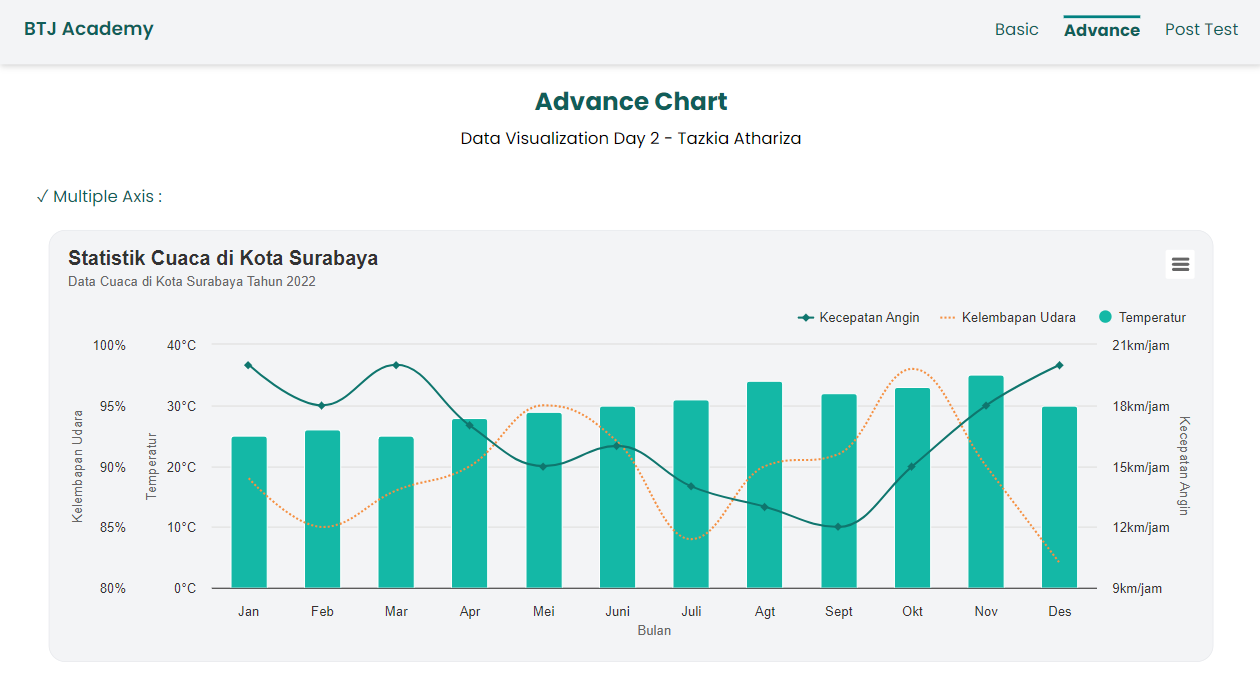 BTJ Academy
Basic Advance Post Test
Advance Chart
Data Visualization Day 2 - Tazkia Athariza
✓ Multiple Axis :
Statistik Cuaca di Kota Surabaya
Data Cuaca di Kota Surabaya Tahun 2022
Kecepatan Angin Kelembapan Udara Temperatur
100% 40°C 21km/jam
95% 30°C 18km/jam
90% 20°C 15km/jam
85% 10°C 12km/jam
80% 0°C 9km/jam
Kelembapan Udara
Temperatur
Kecepatan Angin
Jan Feb Mar Apr Mei Juni Juli Agt Sept Okt Nov Des
Bulan